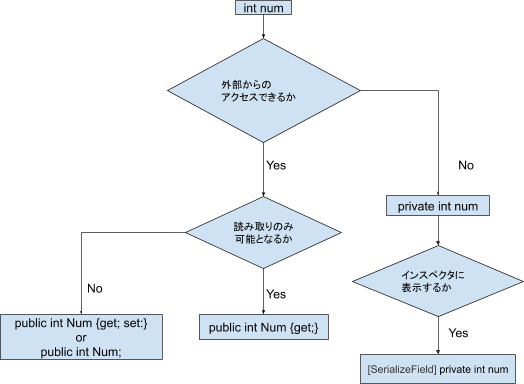 int num
外部からの
アクセスできるか
Yes
No
読み取りのみ
可能となるか
private int num
No
Yes
インスペクタに
表示するか
public int Num {get; set:}
or
public int Num;
public int Num {get;}
Yes
[SerializeField] private int num